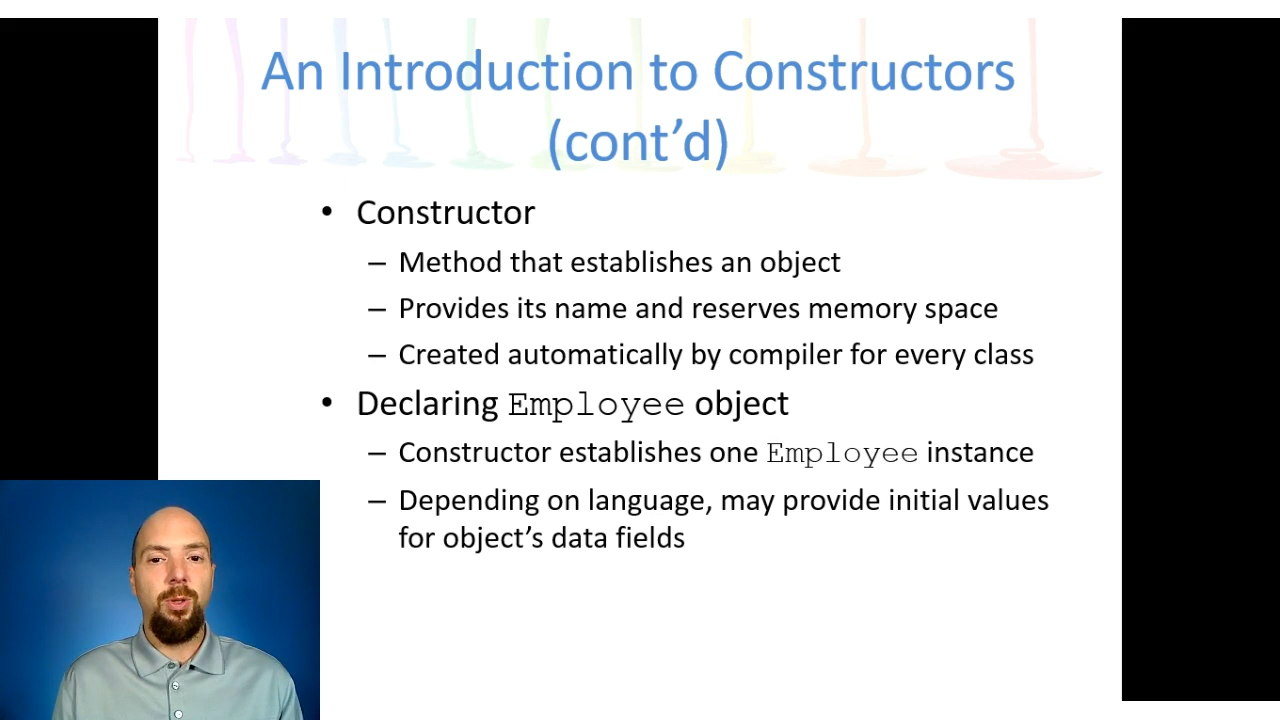 An Introduction to Constructors
(cont’d)
• Constructor
– Method that establishes an object
– Provides its name and reserves memory space
– Created automatically by compiler for every class
• Declaring Employee object
– Constructor establishes one Employee instance
– Depending on language, may provide initial values
for object’s data fields